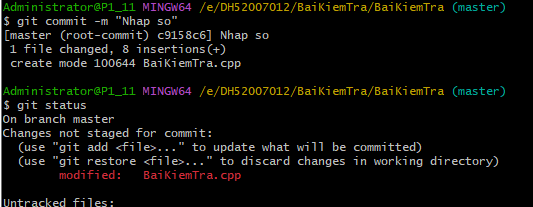 Administrator@P1_11 MINGW64 /e/DH52007012/BaiKiemTra/BaiKiemTra (master)
$ git commit -m "Nhap so"
[master (root-commit) c9158c6] Nhap so
 1 file changed, 8 insertions(+)
 create mode 100644 BaiKiemTra.cpp

Administrator@P1_11 MINGW64 /e/DH52007012/BaiKiemTra/BaiKiemTra (master)
$ git status
On branch master
Changes not staged for commit:
  (use "git add <file>..." to update what will be committed)
  (use "git restore <file>..." to discard changes in working directory)
        modified:   BaiKiemTra.cpp

Untracked files: